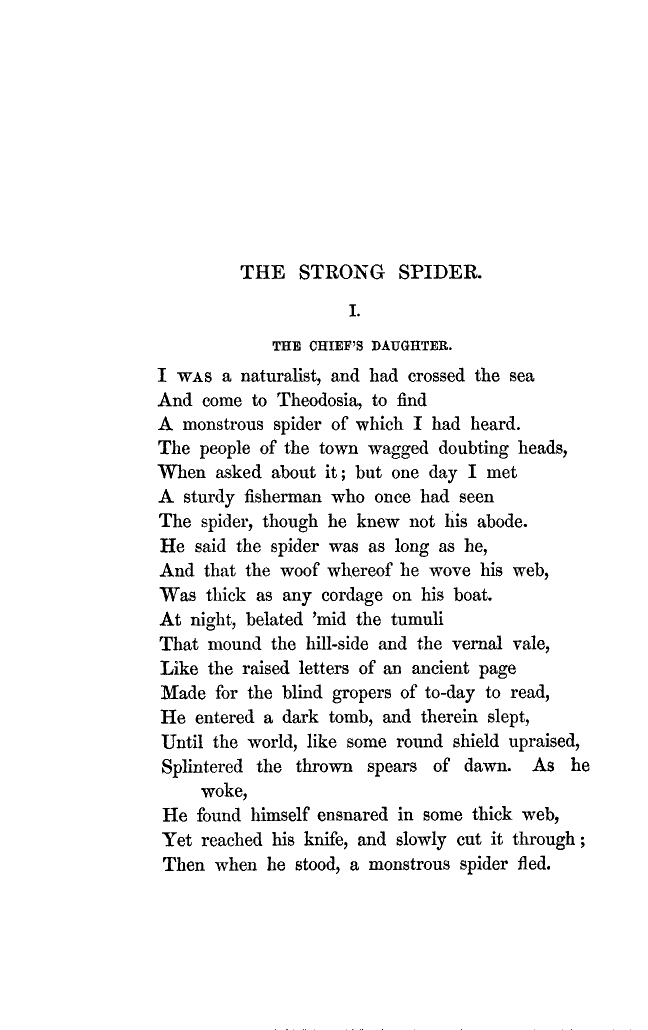 THE STRONG SPIDER.
I.
THE CHIEF'S DAUGHTER.
I WAS a naturalist, and had crossed the sea
And come to Theodosia, to find
A monstrous spider of which I had heard.
The people of the town wagged doubting heads,
When asked about it; but one day I met
A sturdy fisherman who once had seen
The spider, though he knew not his abode.
He said the spider was as long as he,
And that the woof whereof he wove his web,
Was thick as any cordage on his boat.
At night, belated 'mid the tumuli
That mound the hill-side and the vernal vale,
Like the raised letters of an ancient page
Made for the blind gropers of to-day to read,
He entered a dark tomb, and therein slept,
Until the world, like some round shield upraised,
Splintered the thrown spears of dawn. As he
woke,
He found himself ensnared in some thick web,
Yet reached his knife, and slowly cut it through;
Then when he stood, a monstrous spider fled.